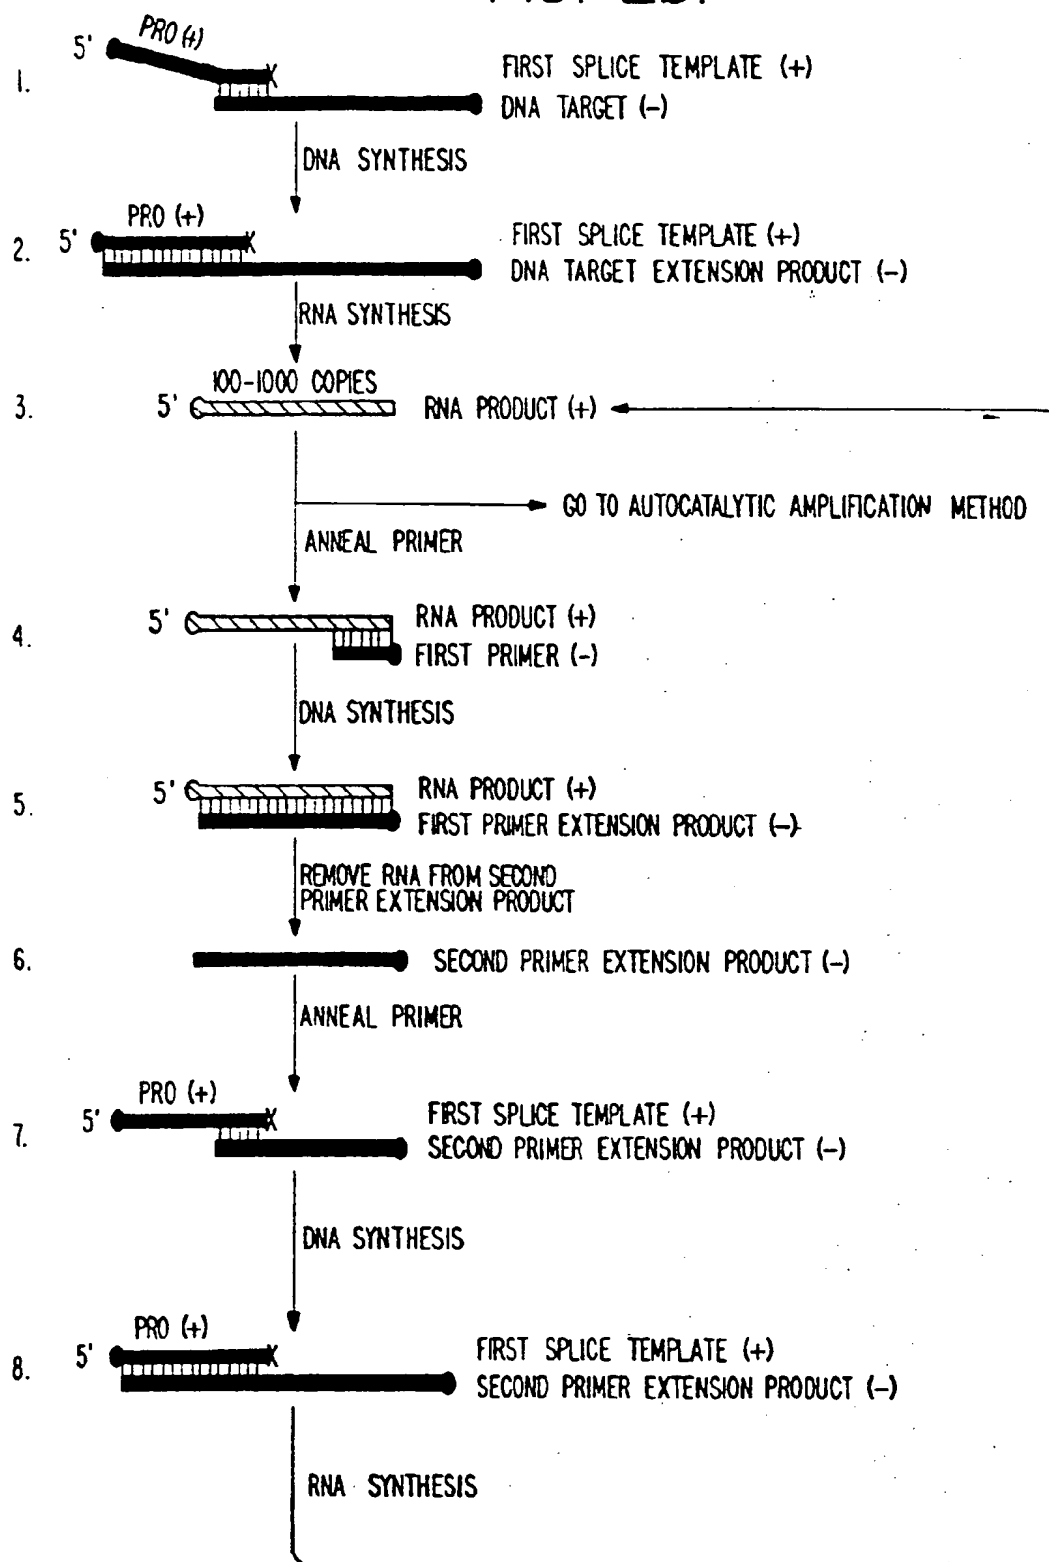 PRO (+)
5'
1.
FIRST SPLICE TEMPLATE (+)
X
DNA TARGET (-)
DNA SYNTHESIS
PRO (+)
2.
5'
X
FIRST SPLICE TEMPLATE (+)
DNA TARGET EXTENSION PRODUCT (-)
RNA SYNTHESIS
100-1000 COPIES
3.
5'
RNA PRODUCT (+)
GO TO AUTOCATALYTIC AMPLIFICATION METHOD
ANNEAL PRIMER
4.
5'
RNA PRODUCT (+)
FIRST PRIMER (-)
DNA SYNTHESIS
5.
5'
RNA PRODUCT (+)
FIRST PRIMER EXTENSION PRODUCT (-)
REMOVE RNA FROM SECOND
PRIMER EXTENSION PRODUCT
6.
SECOND PRIMER EXTENSION PRODUCT (-)
ANNEAL PRIMER
PRO (+)
7.
5'
X
FIRST SPLICE TEMPLATE (+)
SECOND PRIMER EXTENSION PRODUCT (-)
DNA SYNTHESIS
PRO (+)
8.
5'
X
FIRST SPLICE TEMPLATE (+)
SECOND PRIMER EXTENSION PRODUCT (-)
RNA SYNTHESIS